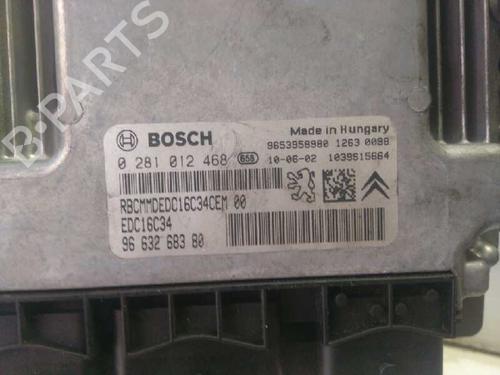 B-PARTS
BOSCH
Made in Hungary
0 281 012 468 658
9653958980 1263 0098
10-06-02 1039S15664
RBCMMDEDC16C34CEM 00
EDC16C34
96 632 683 80